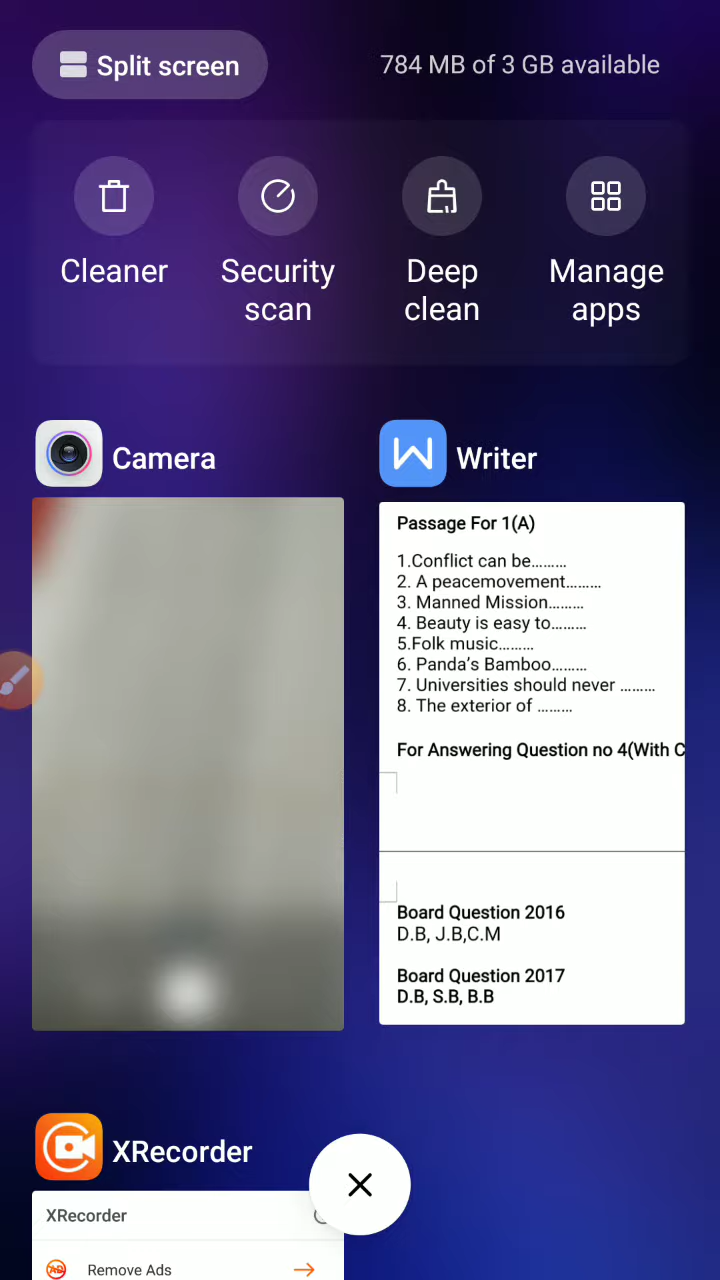 Split screen
784 MB of 3 GB available
Cleaner
Security
scan
Deep
clean
Manage
apps
Camera
Writer
Passage For 1(A)
1.Conflict can be.........
2. A peacemovement.........
3. Manned Mission.........
4. Beauty is easy to.........
5.Folk music.........
6. Panda's Bamboo.........
7. Universities should never .........
8. The exterior of .........
For Answering Question no 4(With C
Board Question 2016
D.B, J.B,C.M
Board Question 2017
D.B, S.B, B.B
XRecorder
XRecorder
Remove Ads